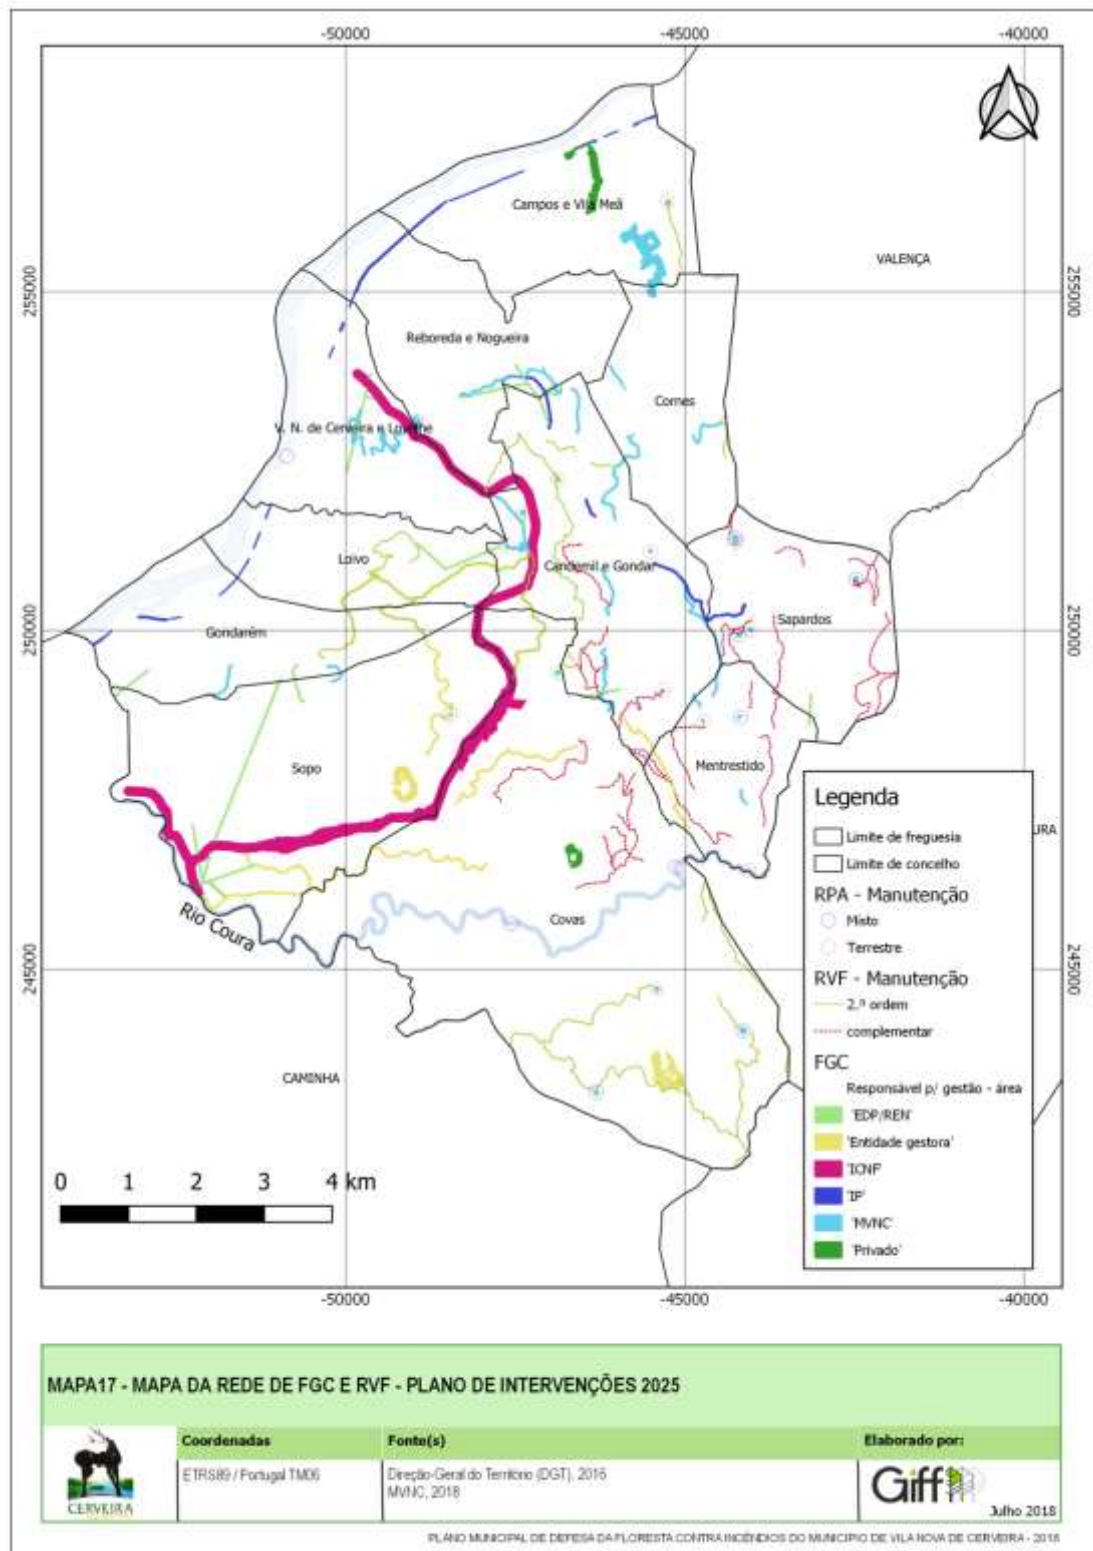 -50000
-45000
-40000
Campos e Vila Meã
VALENÇA
255000
255000
Reboreda e Nogueira
Cornes
V. N. de Cerveira e Lovelhe
Loivo
Candemil e Gondar
Sapardos
250000
250000
Gondarém
Sopo
Mentrestido
Legenda
Limite de freguesia
URA
Limite de concelho
RPA - Manutenção
Misto
Terrestre
RVF - Manutenção
2.ª ordem
complementar
FGC
Responsável p/ gestão - área
'EDP/REN'
'Entidade gestora'
'ICNF'
'IP'
'MVNC'
'Privado'
Rio Coura
Covas
245000
245000
CAMINHA
0 1 2 3 4 km
-50000
-45000
-40000
MAPA17 - MAPA DA REDE DE FGC E RVF - PLANO DE INTERVENÇÕES 2025
Coordenadas
Fonte(s)
Elaborado por:
ETRS89 / Portugal TM06
Direção-Geral do Território (DGT), 2016
MVNC, 2018
CERVEIRA
Giff
Julho 2018
PLANO MUNICIPAL DE DEFESA DA FLORESTA CONTRA INCÊNDIOS DO MUNICIPIO DE VILA NOVA DE CERVEIRA - 2018